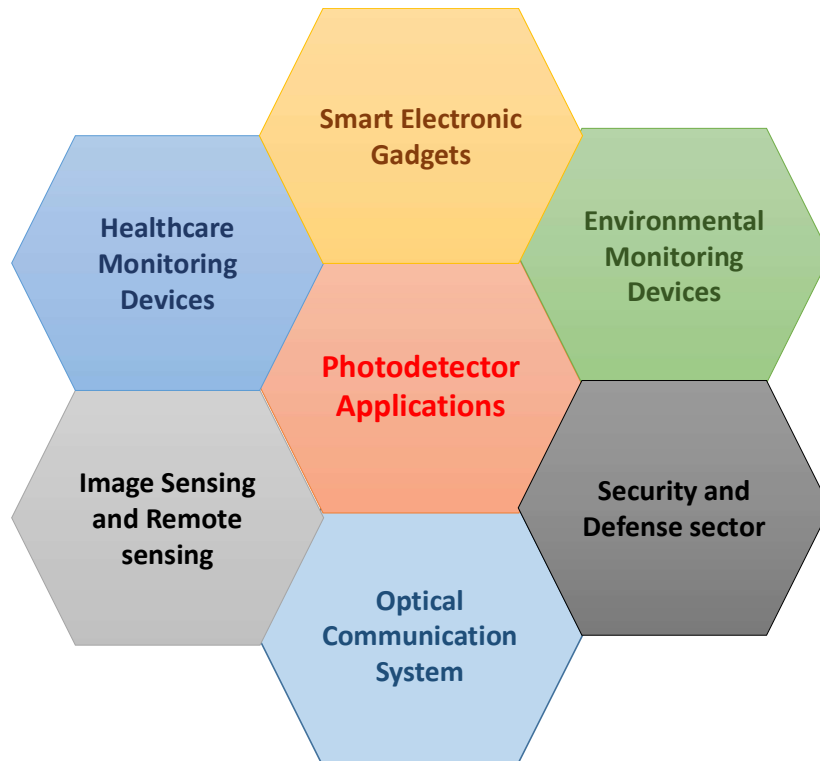 Smart Electronic
Gadgets
Healthcare
Monitoring
Devices
Environmental
Monitoring
Devices
Photodetector
Applications
Image Sensing
and Remote
sensing
Security and
Defense sector
Optical
Communication
System